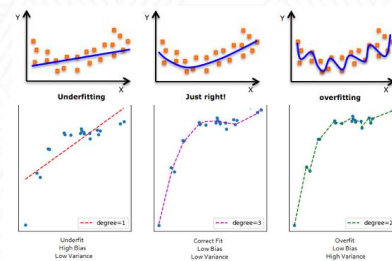 Y
Y
Y
X
X
X
Underfitting
Just right!
overfitting
degree=1
degree=3
degree=2
Underfit
High Bias
Low Variance
Correct Fit
Low Bias
Low Variance
Overfit
Low Bias
High Variance